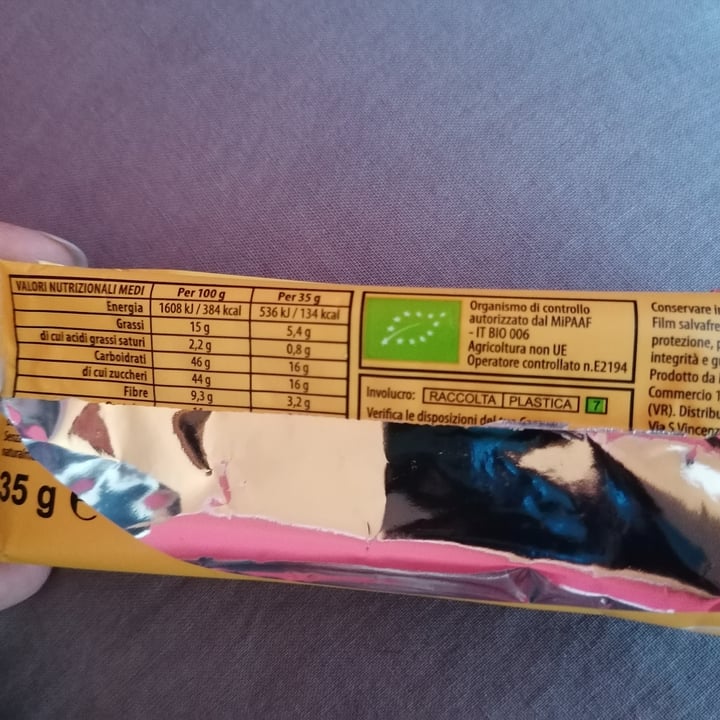 VALORI NUTRIZIONALI MEDI Per 100 g Per 35 g
Energia 1608 kJ / 384 kcal 536 kJ / 134 kcal
Grassi 15 g 5,4 g
di cui acidi grassi saturi 2,2 g 0,8 g
Carboidrati 46 g 16 g
di cui zuccheri 44 g 16 g
Fibre 9,3 g 3,2 g
Organismo di controllo
autorizzato dal MiPAAF
- IT BIO 006
Agricoltura non UE
Operatore controllato n.E2194
Involucro: RACCOLTA PLASTICA 7
Verifica le disposizioni del
Conservare
Film salvafre
protezione,
integrità e
Prodotto da
Commercio 1
(VR). Distribu
Via S.Vincenz
35 g e